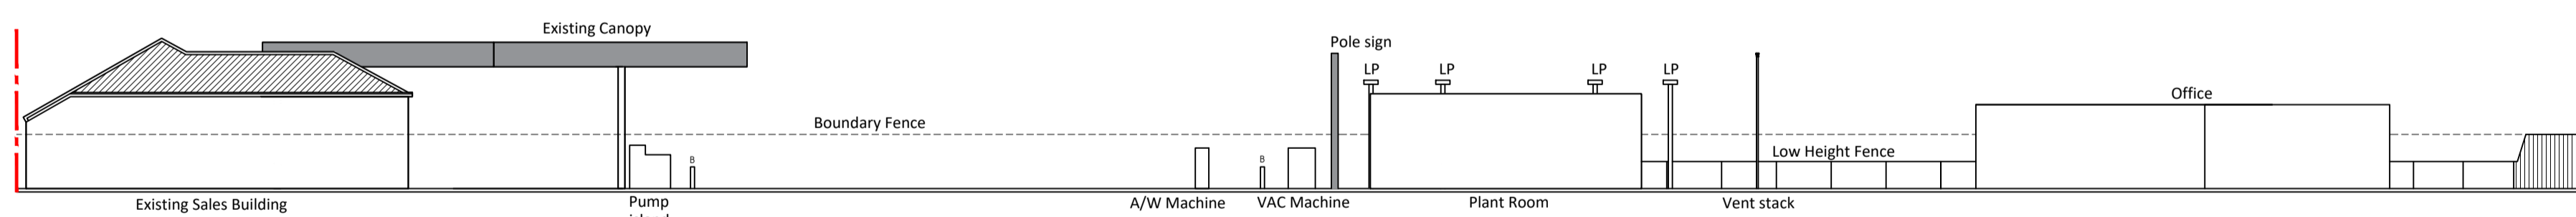 Existing Canopy
Pole sign
LP
LP
LP
LP
Office
Boundary Fence
Low Height Fence
B
B
Existing Sales Building
Pump
A/W Machine
VAC Machine
Plant Room
Vent stack